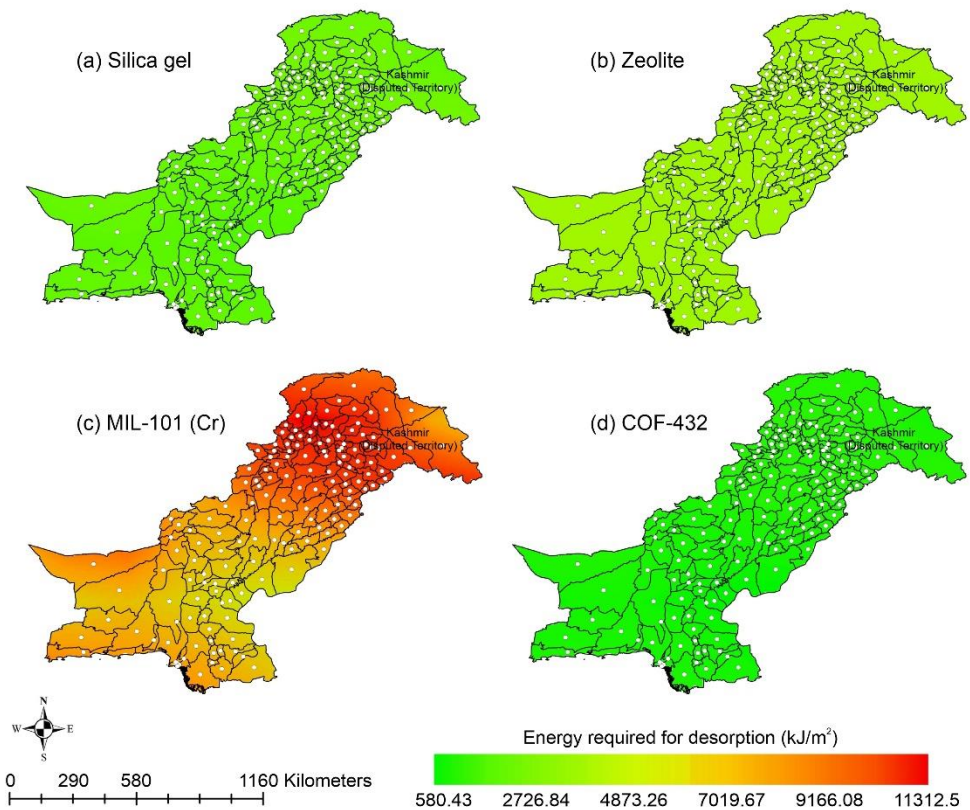 (a) Silica gel
Kashmir
(Disputed Territory)
(b) Zeolite
Kashmir
(Disputed Territory)
(c) MIL-101 (Cr)
Kashmir
(Disputed Territory)
(d) COF-432
Kashmir
(Disputed Territory)
N
W E
S
0 290 580 1160 Kilometers
Energy required for desorption (kJ/m²)
580.43 2726.84 4873.26 7019.67 9166.08 11312.5